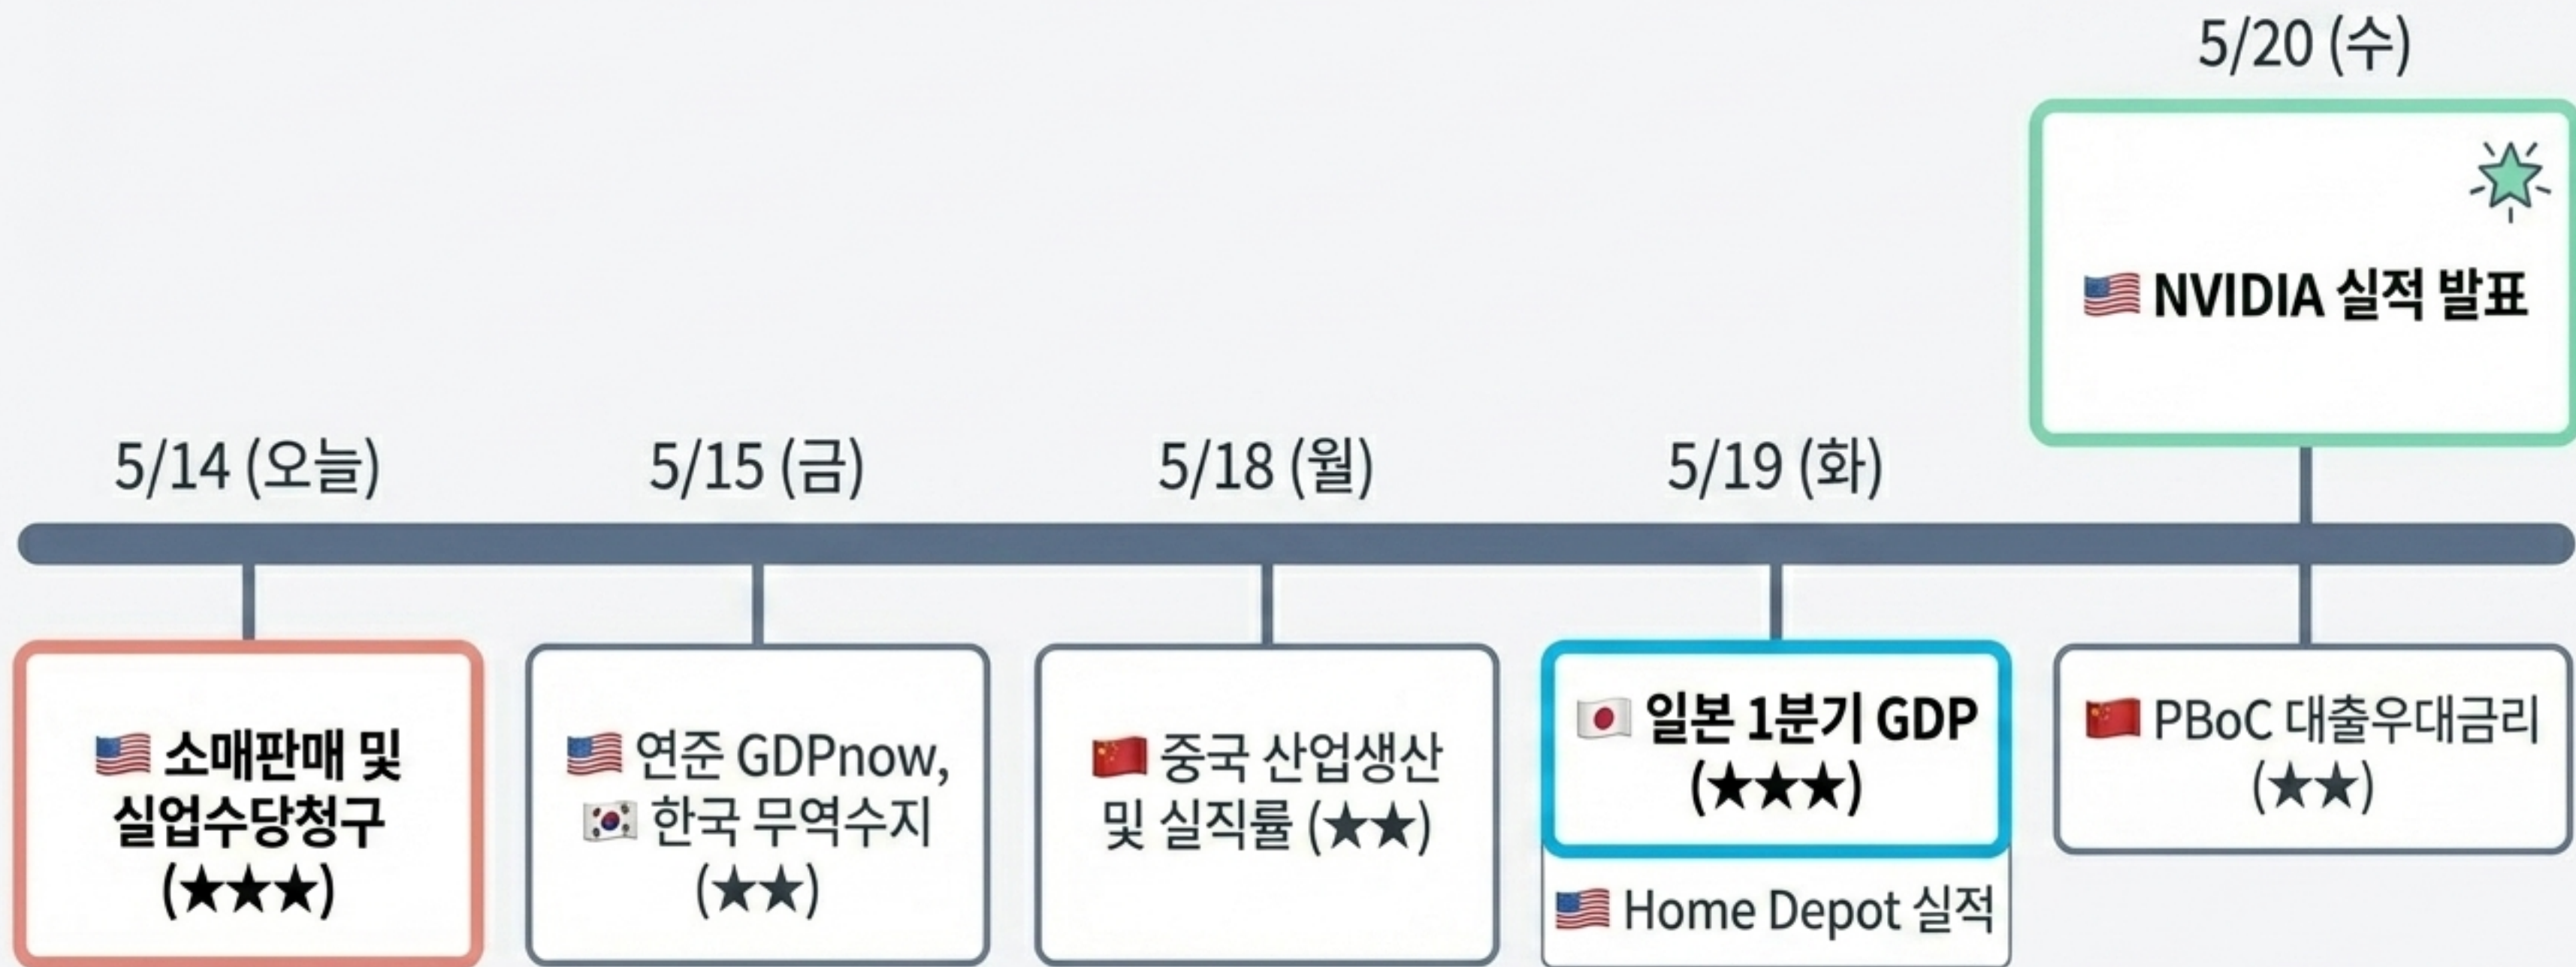 5/14 (오늘)
🇺🇸 소매판매 및
실업수당청구
(★★★)
5/15 (금)
🇺🇸 연준 GDPnow,
🇰🇷 한국 무역수지
(★★)
5/18 (월)
🇨🇳 중국 산업생산
및 실직률 (★★)
5/19 (화)
🇯🇵 일본 1분기 GDP
(★★★)
🇺🇸 Home Depot 실적
5/20 (수)
🇺🇸 NVIDIA 실적 발표
🇨🇳 PBoC 대출우대금리
(★★)